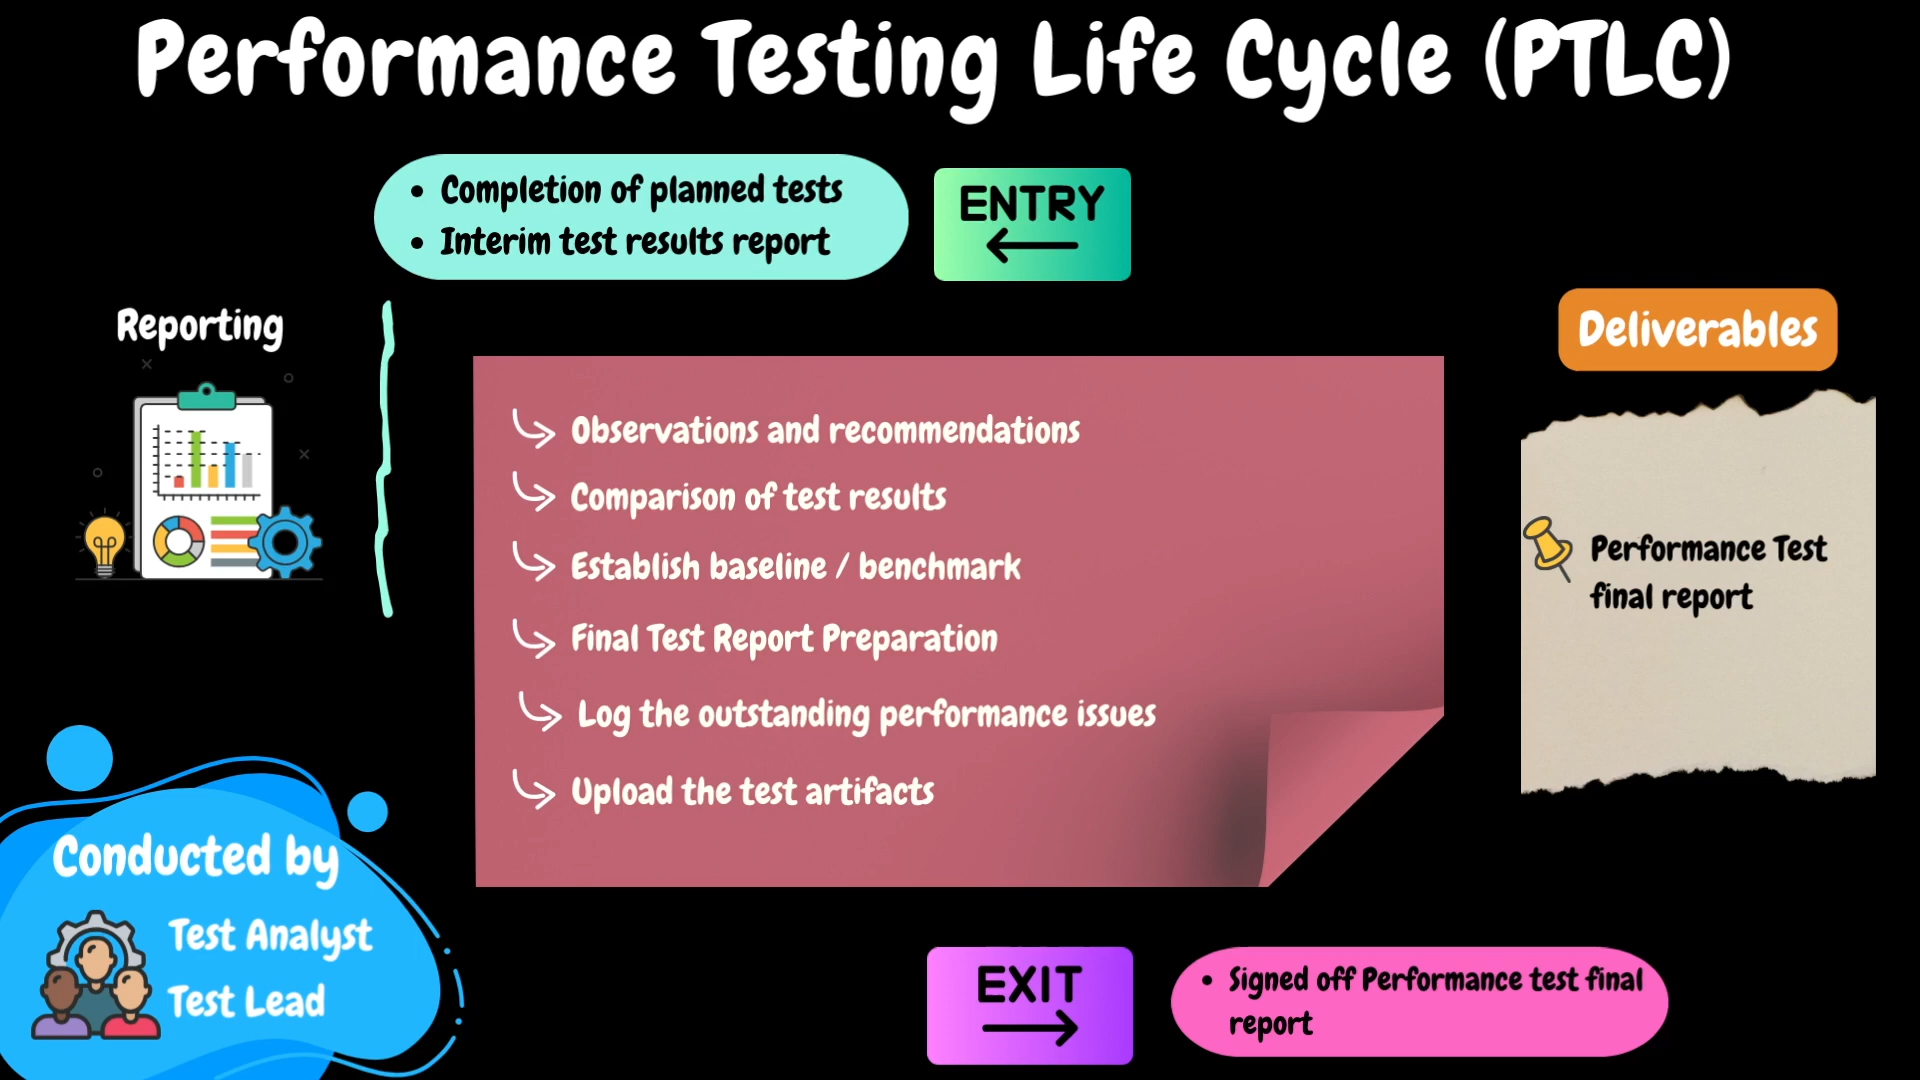 Performance Testing Life Cycle (PTLC)
• Completion of planned tests
• Interim test results report
ENTRY
Reporting
Deliverables
Observations and recommendations
Comparison of test results
Establish baseline / benchmark
Final Test Report Preparation
Log the outstanding performance issues
Upload the test artifacts
Performance Test
final report
Conducted by
Test Analyst
Test Lead
EXIT
• Signed off Performance test final
report